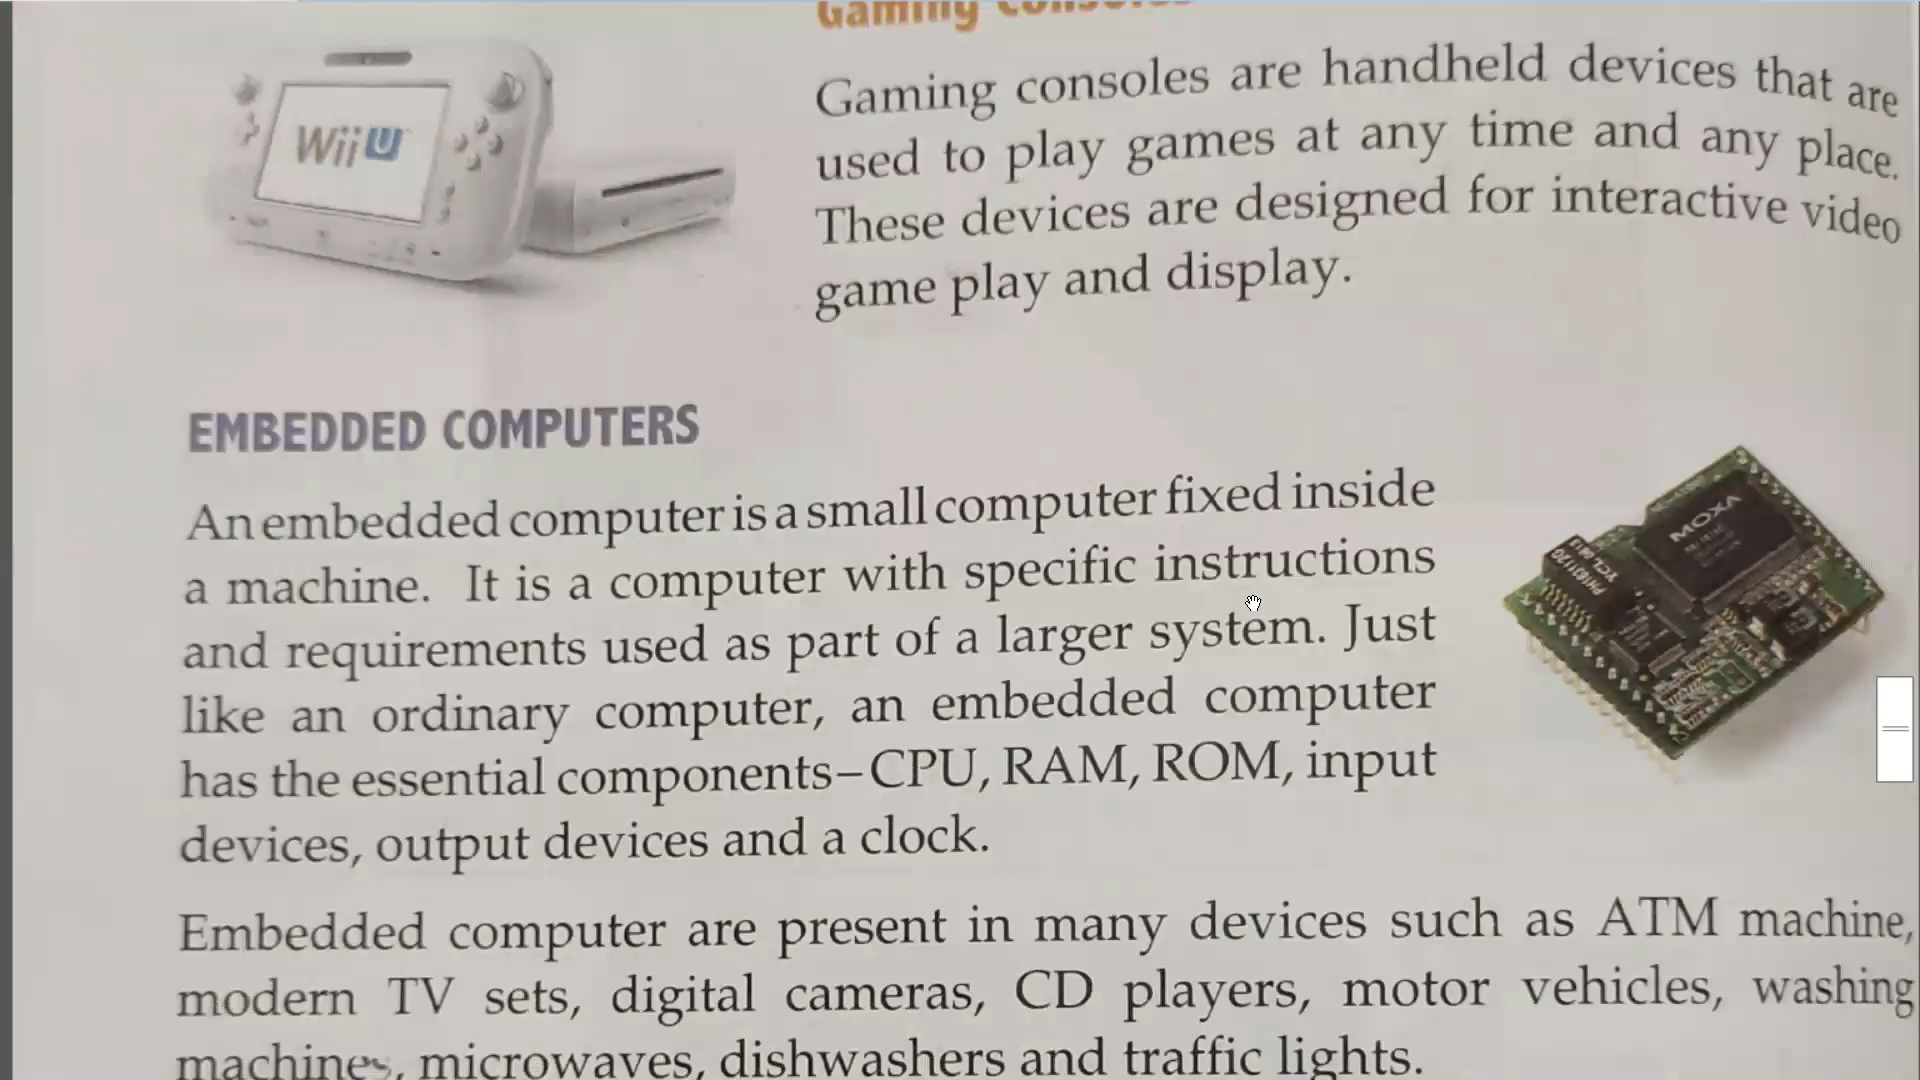 Gaming Consoles
Wii U
Gaming consoles are handheld devices that are
used to play games at any time and any place.
These devices are designed for interactive video
game play and display.
EMBEDDED COMPUTERS
An embedded computer is a small computer fixed inside
a machine. It is a computer with specific instructions
and requirements used as part of a larger system. Just
like an ordinary computer, an embedded computer
has the essential components–CPU, RAM, ROM, input
devices, output devices and a clock.
MOXA
Embedded computer are present in many devices such as ATM machine,
modern TV sets, digital cameras, CD players, motor vehicles, washing
machines, microwaves, dishwashers and traffic lights.